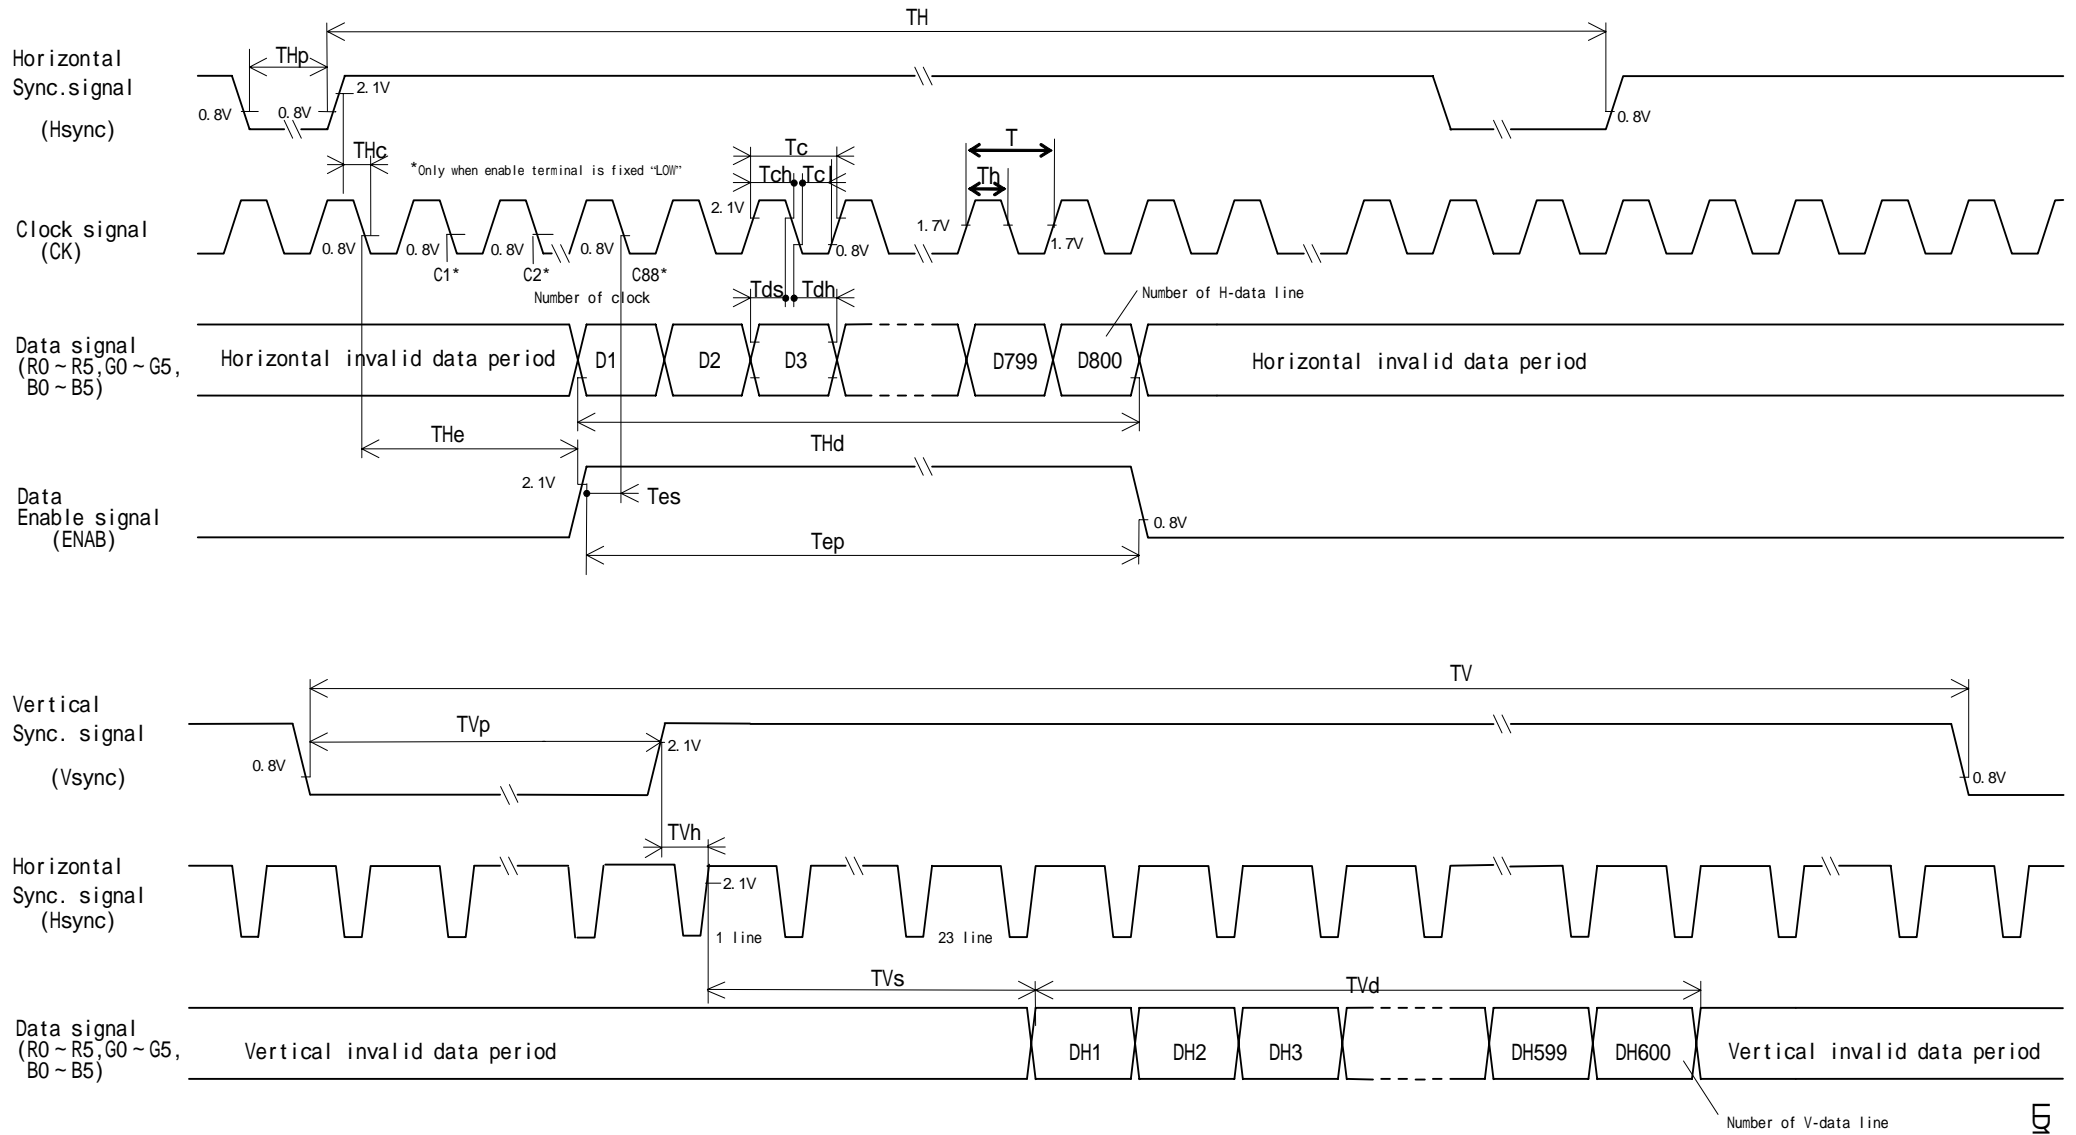 TH
Horizontal
Sync.signal
(Hsync)
THp
0.8V
0.8V
2.1V
0.8V
THc
*Only when enable terminal is fixed “LOW”
Tc
Tch
Tcl
T
Th
Clock signal
(CK)
0.8V
0.8V
0.8V
0.8V
2.1V
0.8V
1.7V
1.7V
C1*
C2*
C88*
Number of clock
Tds
Tdh
Number of H-data line
Data signal
(R0~R5,G0~G5,
B0~B5)
Horizontal invalid data period
D1
D2
D3
D799
D800
Horizontal invalid data period
THe
THd
Data
Enable signal
(ENAB)
2.1V
Tes
0.8V
Tep
TV
Vertical
Sync. signal
(Vsync)
TVp
0.8V
2.1V
0.8V
TVh
Horizontal
Sync. signal
(Hsync)
2.1V
1 line
23 line
TVs
TVd
Data signal
(R0~R5,G0~G5,
B0~B5)
Vertical invalid data period
DH1
DH2
DH3
DH599
DH600
Vertical invalid data period
Number of V-data line